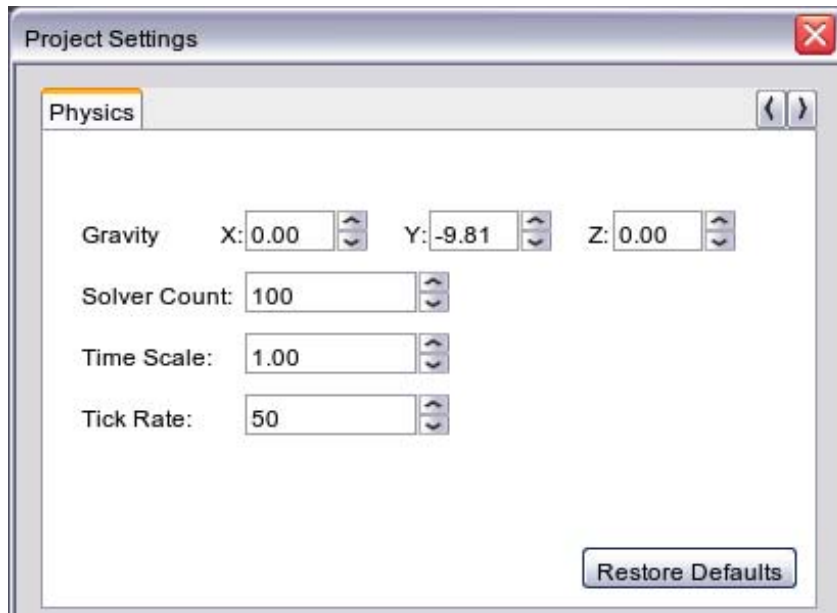 Project Settings
Physics
Gravity X: 0.00 Y: -9.81 Z: 0.00
Solver Count: 100
Time Scale: 1.00
Tick Rate: 50
Restore Defaults